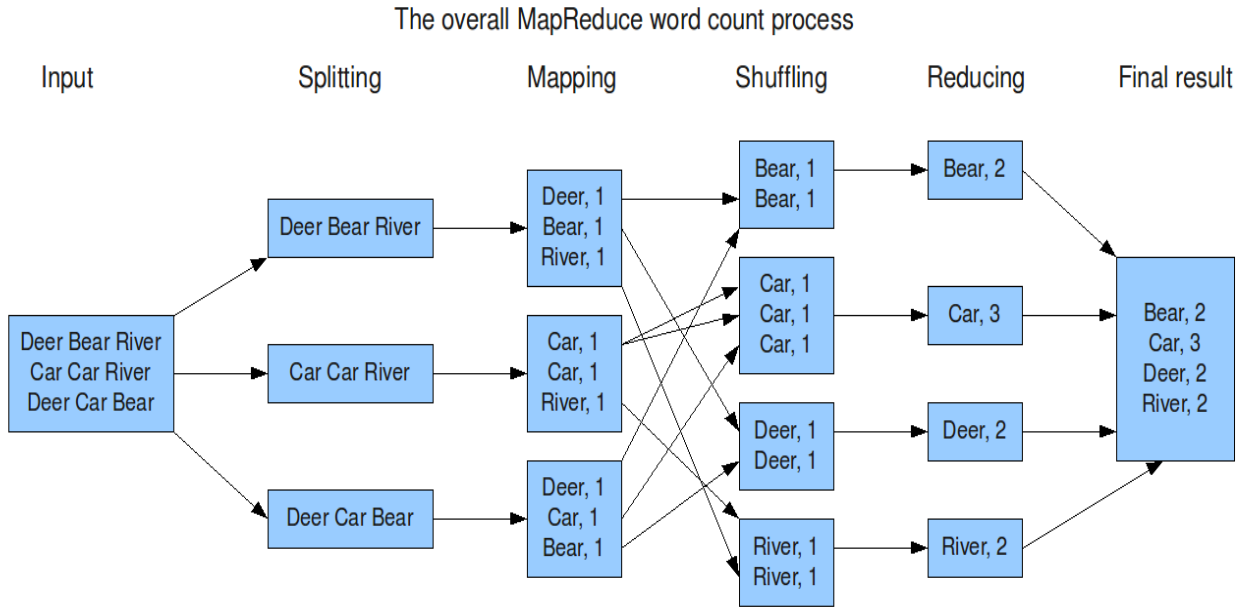 The overall MapReduce word count process
Input
Splitting
Mapping
Shuffling
Reducing
Final result
Deer Bear River
Car Car River
Deer Car Bear
Deer Bear River
Car Car River
Deer Car Bear
Deer, 1
Bear, 1
River, 1
Car, 1
Car, 1
River, 1
Deer, 1
Car, 1
Bear, 1
Bear, 1
Bear, 1
Car, 1
Car, 1
Car, 1
Deer, 1
Deer, 1
River, 1
River, 1
Bear, 2
Car, 3
Deer, 2
River, 2
Bear, 2
Car, 3
Deer, 2
River, 2